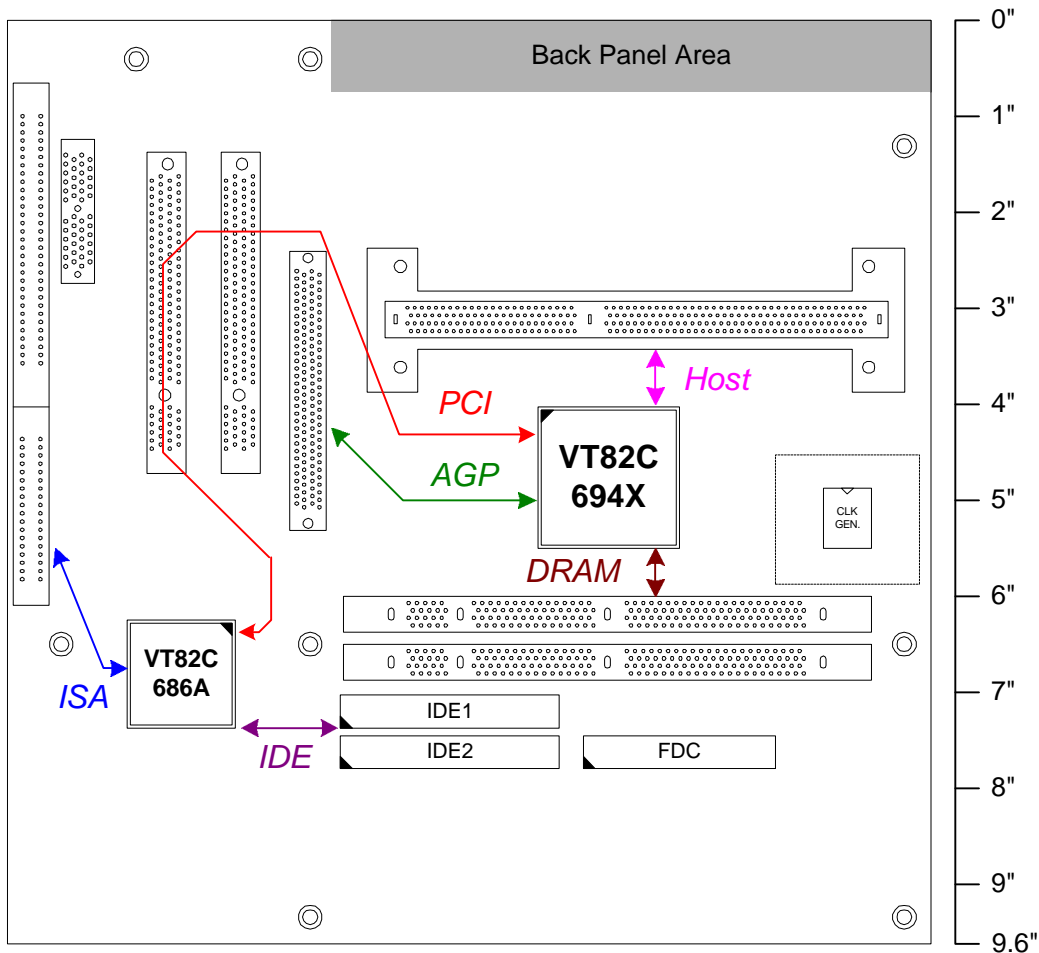 Back Panel Area
0"
1"
2"
3"
4"
5"
6"
7"
8"
9"
9.6"
Host
PCI
AGP
VT82C
694X
CLK
GEN.
DRAM
VT82C
686A
ISA
IDE
IDE1
IDE2
FDC